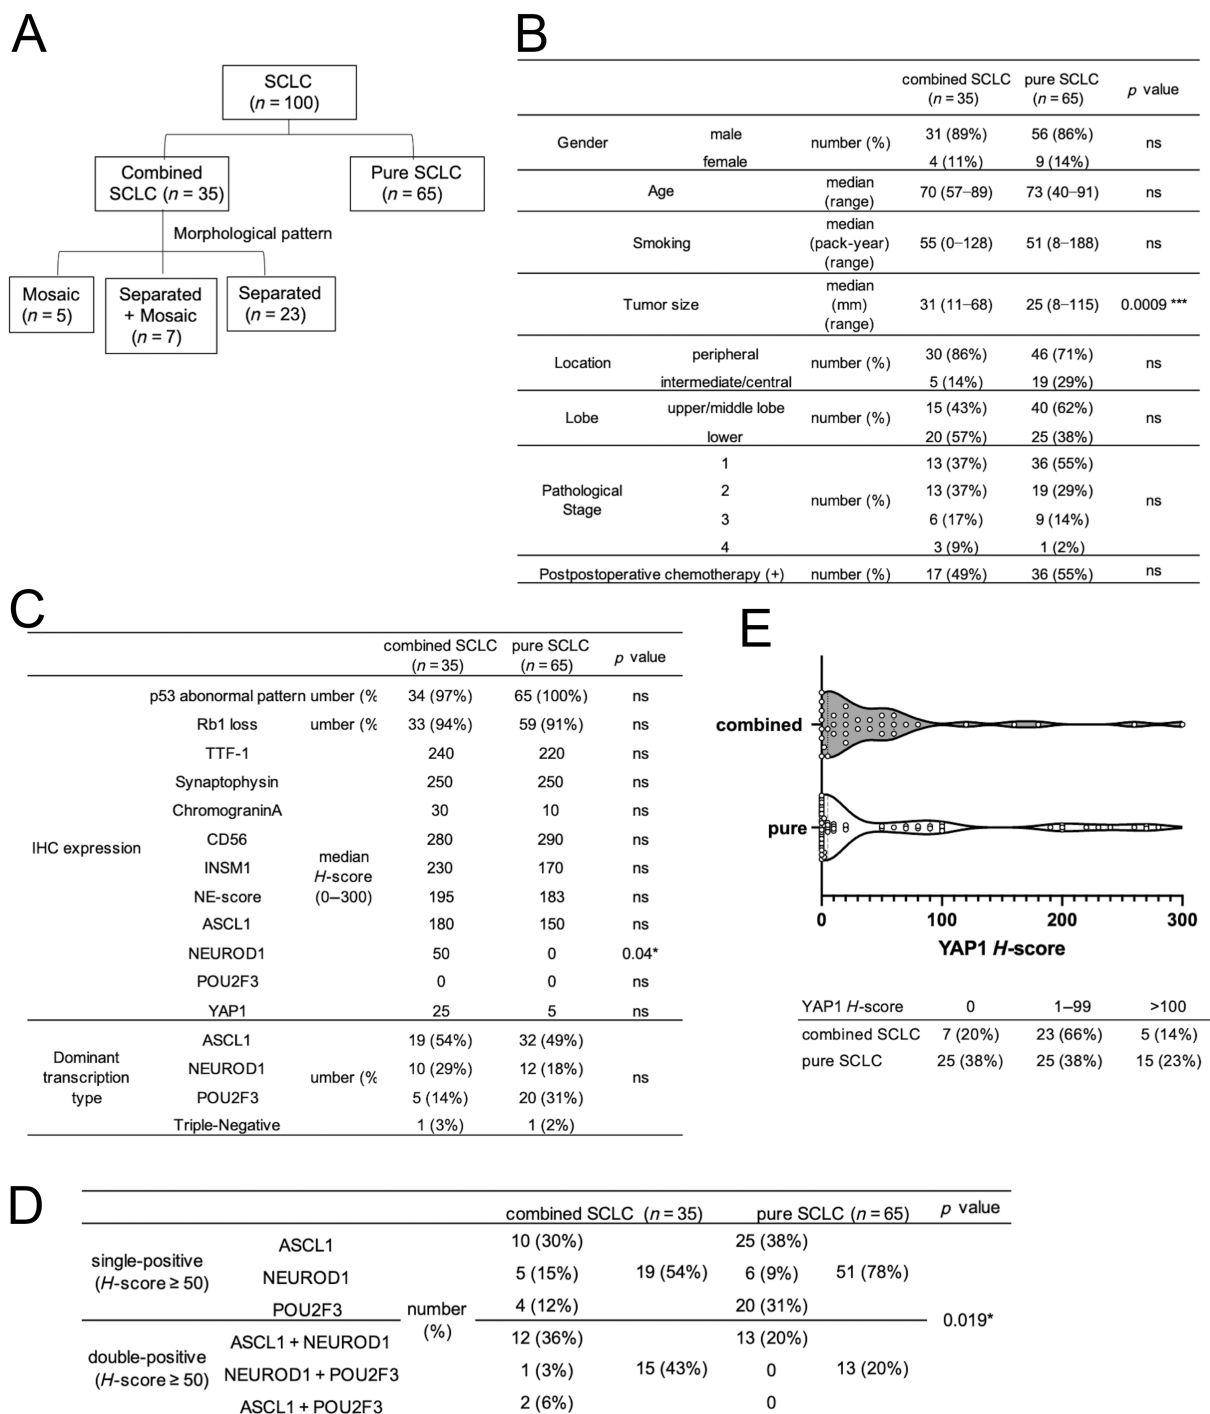 A
SCLC
(n = 100)
Combined
SCLC (n = 35)
Pure SCLC
(n = 65)
Morphological pattern
Mosaic
(n = 5)
Separated
+ Mosaic
(n = 7)
Separated
(n = 23)
B
combined SCLC (n = 35) pure SCLC (n = 65) p value
Gender male number (%) 31 (89%) 56 (86%) ns
female 4 (11%) 9 (14%)
Age median (range) 70 (57–89) 73 (40–91) ns
Smoking median (pack-year) (range) 55 (0–128) 51 (8–188) ns
Tumor size median (mm) (range) 31 (11–68) 25 (8–115) 0.0009 ***
Location peripheral number (%) 30 (86%) 46 (71%) ns
intermediate/central 5 (14%) 19 (29%)
Lobe upper/middle lobe number (%) 15 (43%) 40 (62%) ns
lower 20 (57%) 25 (38%)
Pathological Stage number (%) ns
1 13 (37%) 36 (55%)
2 13 (37%) 19 (29%)
3 6 (17%) 9 (14%)
4 3 (9%) 1 (2%)
Postpostoperative chemotherapy (+) number (%) 17 (49%) 36 (55%) ns
C
combined SCLC (n = 35) pure SCLC (n = 65) p value
IHC expression
p53 abonormal pattern umber (% 34 (97%) 65 (100%) ns
Rb1 loss umber (% 33 (94%) 59 (91%) ns
median H-score (0–300)
TTF-1 240 220 ns
Synaptophysin 250 250 ns
ChromograninA 30 10 ns
CD56 280 290 ns
INSM1 230 170 ns
NE-score 195 183 ns
ASCL1 180 150 ns
NEUROD1 50 0 0.04*
POU2F3 0 0 ns
YAP1 25 5 ns
Dominant transcription type umber (% ns
ASCL1 19 (54%) 32 (49%)
NEUROD1 10 (29%) 12 (18%)
POU2F3 5 (14%) 20 (31%)
Triple-Negative 1 (3%) 1 (2%)
E
combined
pure
0 100 200 300
YAP1 H-score
YAP1 H-score 0 1–99 >100
combined SCLC 7 (20%) 23 (66%) 5 (14%)
pure SCLC 25 (38%) 25 (38%) 15 (23%)
D
combined SCLC (n = 35) pure SCLC (n = 65) p value
single-positive (H-score ≥ 50)
ASCL1 10 (30%) 25 (38%)
NEUROD1 5 (15%) 19 (54%) 6 (9%) 51 (78%)
POU2F3 4 (12%) 20 (31%)
number (%) 0.019*
double-positive (H-score ≥ 50)
ASCL1 + NEUROD1 12 (36%) 13 (20%)
NEUROD1 + POU2F3 1 (3%) 15 (43%) 0 13 (20%)
ASCL1 + POU2F3 2 (6%) 0